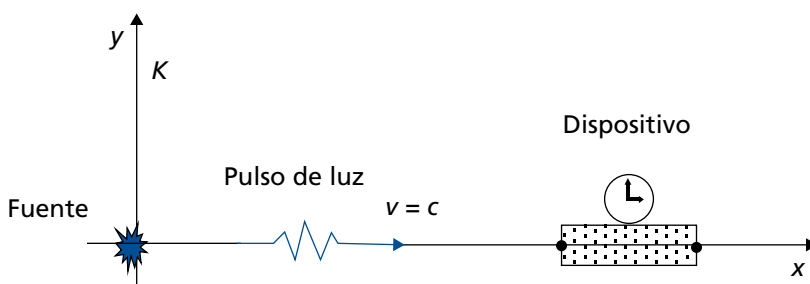 y
K
Dispositivo
Pulso de luz
Fuente
v = c
x